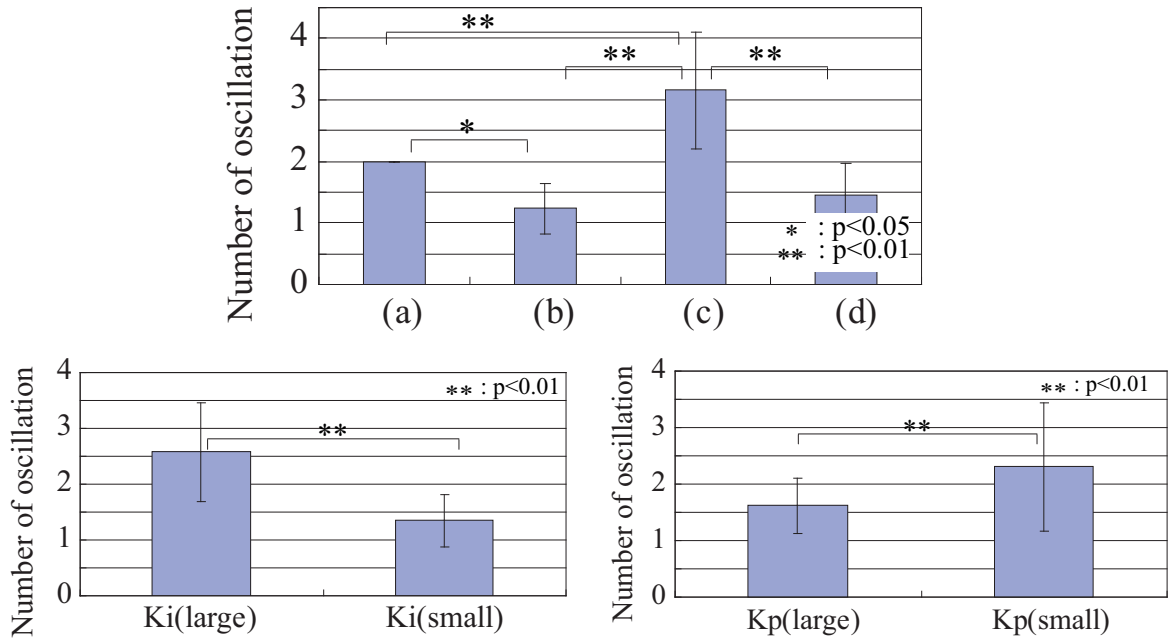 Number of oscillation
4
3
2
1
0
**
**
**
*
* : p<0.05
** : p<0.01
(a) (b) (c) (d)
Number of oscillation
4
3
2
1
0
** : p<0.01
**
Ki(large) Ki(small)
Number of oscillation
4
3
2
1
0
** : p<0.01
**
Kp(large) Kp(small)